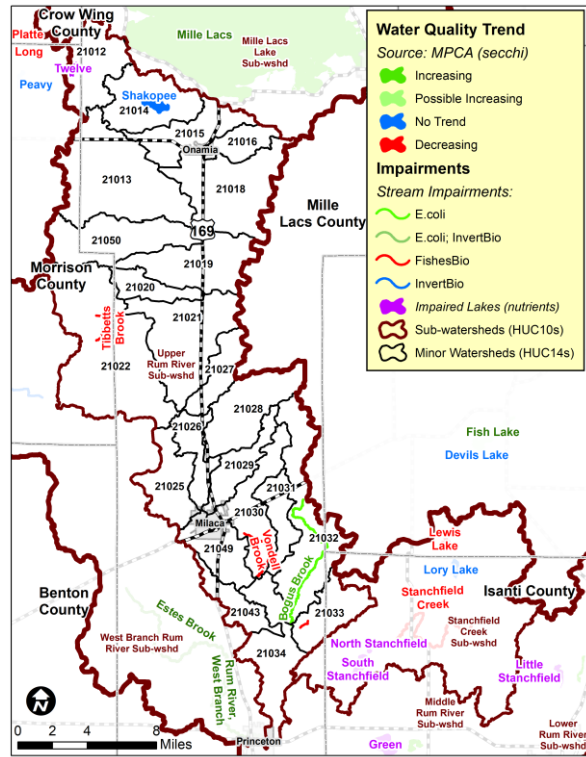 Crow Wing
County
Platte
Long
21012
Twelve
Peavy
Mille Lacs
Mille Lacs
Lake
Sub-wshd
Shakopee
21014
21015
21016
Onamia
21013
21018
Mille
Lacs County
169
21050
21019
Morrison
County
21020
21021
Tibbetts
Brook
21022
Upper
Rum River
Sub-wshd
21027
21028
21026
21029
21025
21031
21030
Milaca
21032
Vondell
Brook
21049
Bogus Brook
Benton
County
Estes Brook
21043
21033
West Branch Rum
River Sub-wshd
Rum River,
West Branch
21034
Princeton
Fish Lake
Devils Lake
Lewis
Lake
Lory Lake
Isanti County
Stanchfield
Creek
Stanchfield
Creek
Sub-wshd
North Stanchfield
South
Stanchfield
Little
Stanchfield
Middle
Rum River
Sub-wshd
Lower
Rum River
Sub-wshd
Green
N
0 2 4 8
Miles
Water Quality Trend
Source: MPCA (secchi)
Increasing
Possible Increasing
No Trend
Decreasing
Impairments
Stream Impairments:
E.coli
E.coli; InvertBio
FishesBio
InvertBio
Impaired Lakes (nutrients)
Sub-watersheds (HUC10s)
Minor Watersheds (HUC14s)